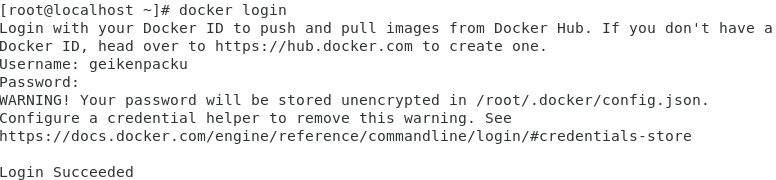 [root@localhost ~]# docker login
Login with your Docker ID to push and pull images from Docker Hub. If you don't have a
Docker ID, head over to https://hub.docker.com to create one.
Username: geikenpacku
Password:
WARNING! Your password will be stored unencrypted in /root/.docker/config.json.
Configure a credential helper to remove this warning. See
https://docs.docker.com/engine/reference/commandline/login/#credentials-store

Login Succeeded